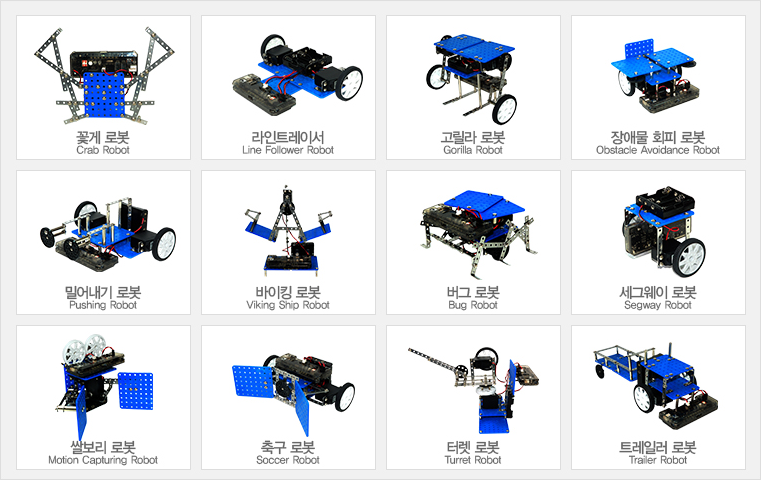 꽃게 로봇
Crab Robot
라인트레이서
Line Follower Robot
고릴라 로봇
Gorilla Robot
장애물 회피 로봇
Obstacle Avoidance Robot
밀어내기 로봇
Pushing Robot
바이킹 로봇
Viking Ship Robot
버그 로봇
Bug Robot
세그웨이 로봇
Segway Robot
쌀보리 로봇
Motion Capturing Robot
축구 로봇
Soccer Robot
터렛 로봇
Turret Robot
트레일러 로봇
Trailer Robot